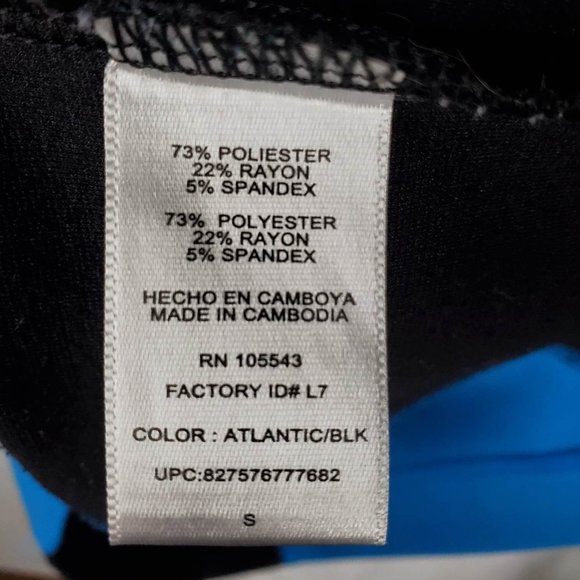 73% POLIESTER
22% RAYON
5% SPANDEX
73% POLYESTER
22% RAYON
5% SPANDEX
HECHO EN CAMBOYA
MADE IN CAMBODIA
RN 105543
FACTORY ID# L7
COLOR : ATLANTIC/BLK
UPC:827576777682
S